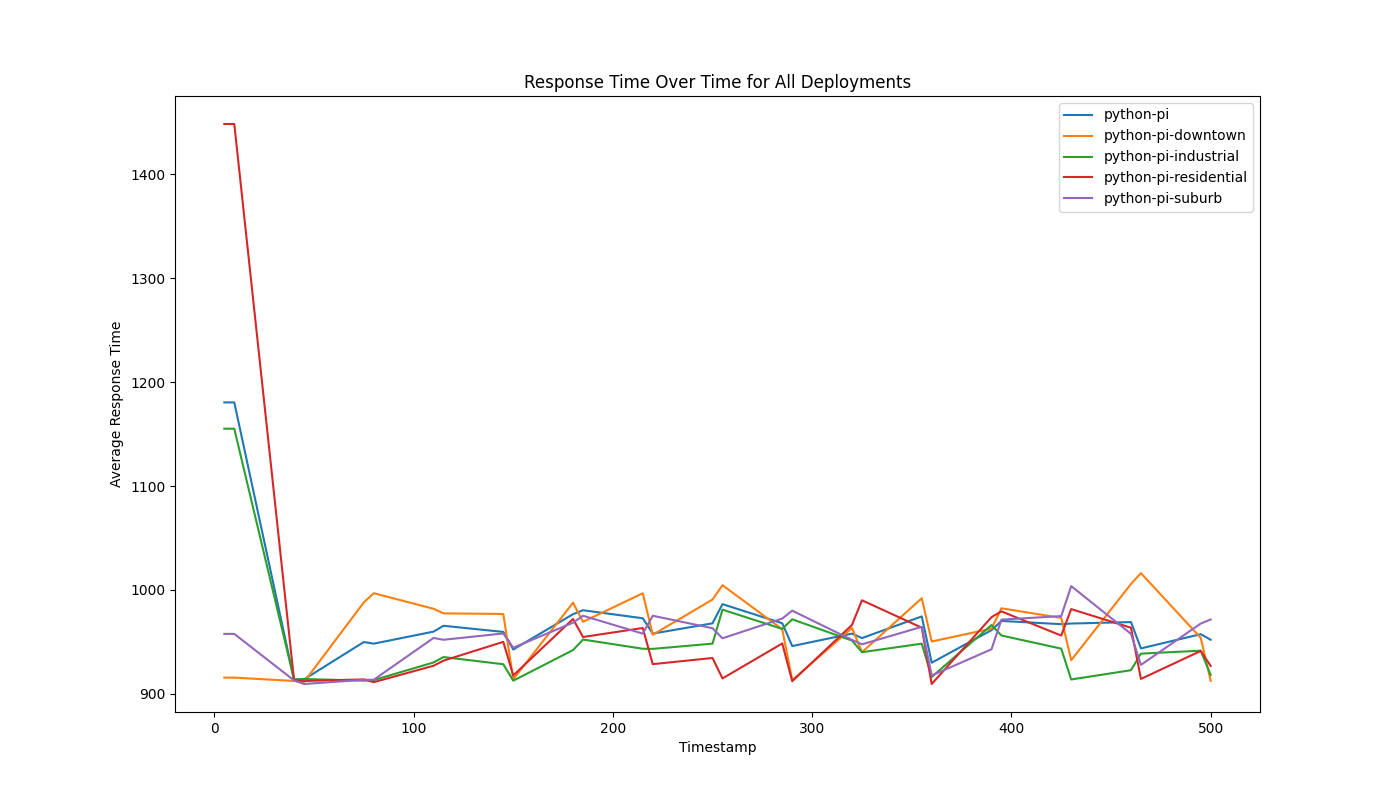 Response Time Over Time for All Deployments
python-pi
python-pi-downtown
python-pi-industrial
python-pi-residential
python-pi-suburb
1400
1300
1200
1100
1000
900
Average Response Time
0 100 200 300 400 500
Timestamp